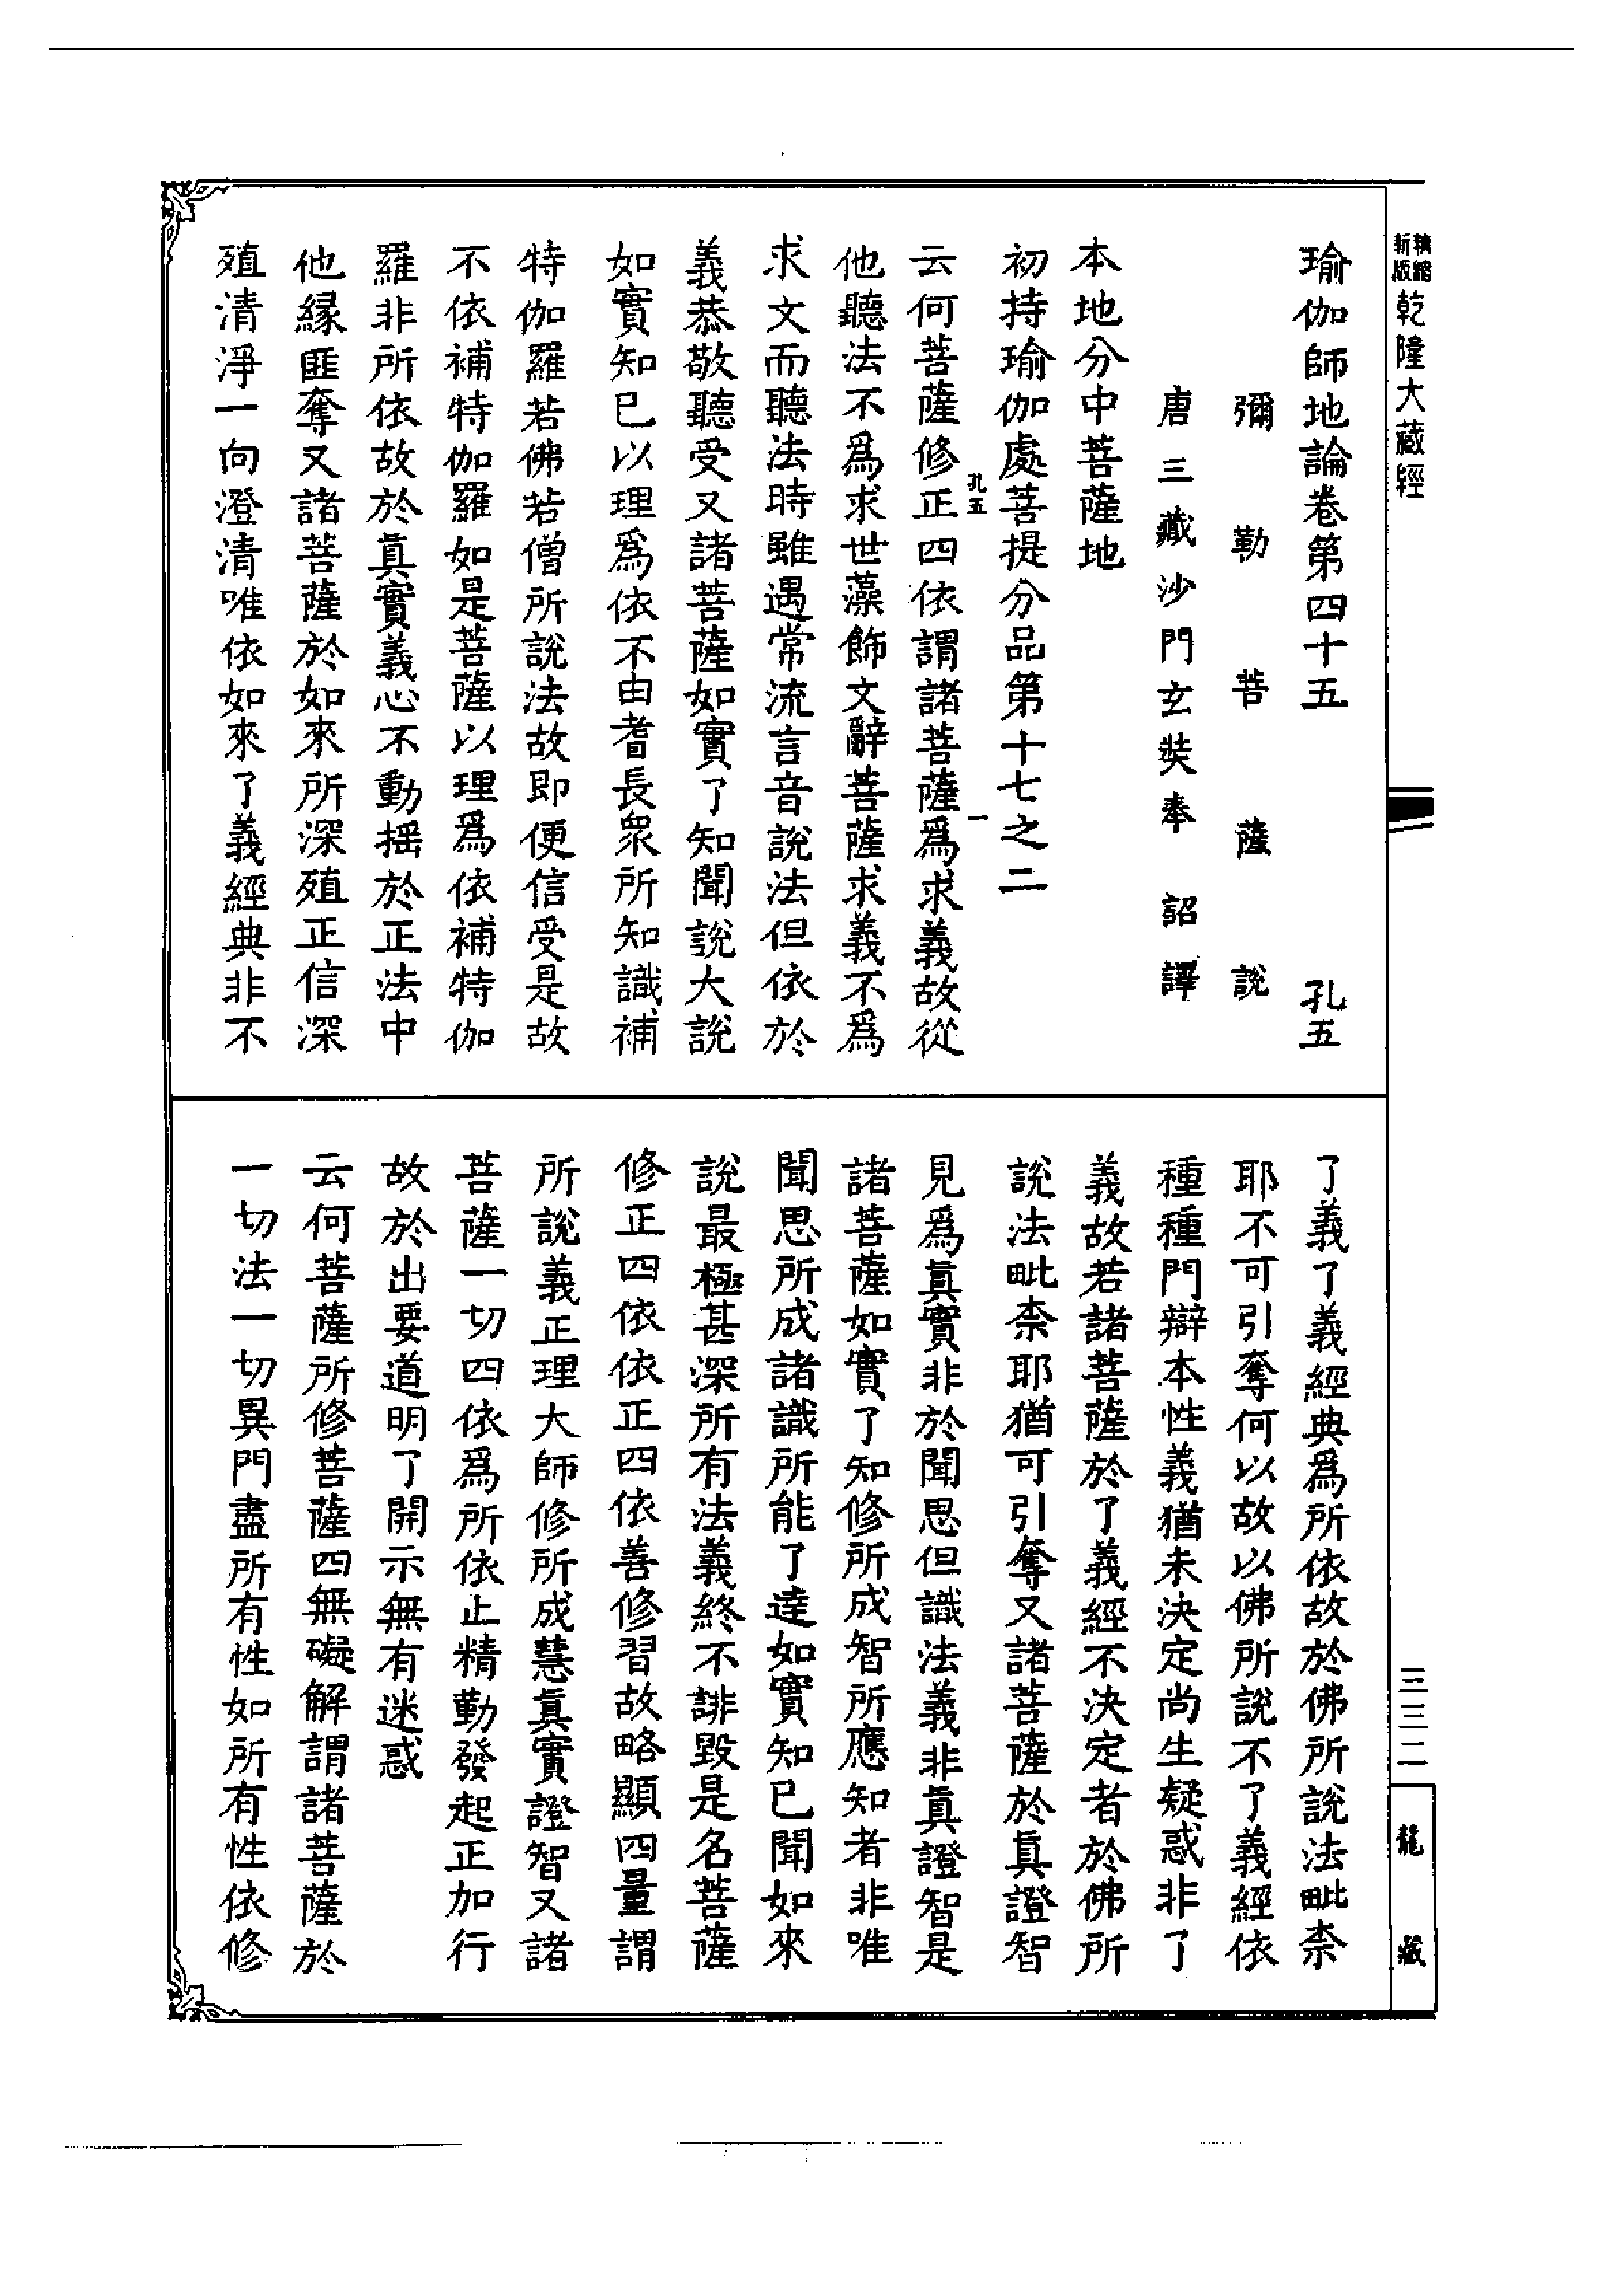 新版精縮乾隆大藏經
瑜伽師地論卷第四十五　孔五
彌勒菩薩說
唐三藏沙門玄奘奉　詔譯
本地分中菩薩地
初持瑜伽處菩提分品第十七之二
孔五　一
云何菩薩修正四依謂諸菩薩爲求義故從
他聽法不爲求世藻飾文辭菩薩求義不爲
求文而聽法時雖遇常流言音說法但依於
義恭敬聽受又諸菩薩如實了知聞說大說
如實知已以理爲依不由耆長衆所知識補
特伽羅若佛若僧所說法故即便信受是故
不依補特伽羅如是菩薩以理爲依補特伽
羅非所依故於眞實義心不動搖於正法中
他緣匪奪又諸菩薩於如來所深殖正信深
殖清淨一向澄清唯依如來了義經典非不
了義了義經典爲所依故於佛所說法毗柰
耶不可引奪何以故以佛所說不了義經依
種種門辯本性義猶未決定尚生疑惑非了
義故若諸菩薩於了義經不決定者於佛所
說法毗柰耶猶可引奪又諸菩薩於眞證智
見爲眞實非於聞思但識法義非眞證智是
諸菩薩如實了知修所成智所應知者非唯
聞思所成諸識所能了達如實知已聞如來
說最極甚深所有法義終不誹毀是名菩薩
修正四依依正四依善修習故略顯四量謂
所說義正理大師修所成慧眞實證智又諸
菩薩一切四依爲所依止精勤發起正加行
故於出要道明了開示無有迷惑
云何菩薩所修菩薩四無礙解謂諸菩薩於
一切法一切異門盡所有性如所有性依修
三三二
龍藏